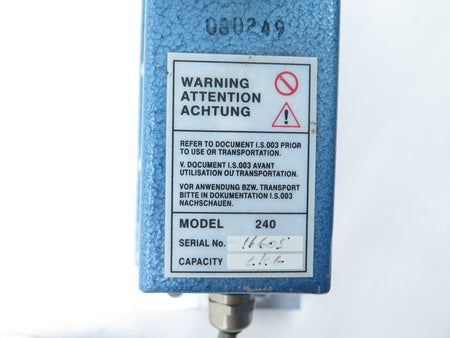 080249
WARNING
ATTENTION
ACHTUNG
REFER TO DOCUMENT I.S.003 PRIOR
TO USE OR TRANSPORTATION.
V. DOCUMENT I.S.003 AVANT
UTILISATION OU TRANSPORTATION.
VOR ANWENDUNG BZW. TRANSPORT
BITTE IN DOKUMENTATION I.S.003
NACHSCHAUEN.
MODEL 240
SERIAL No. 16605
CAPACITY